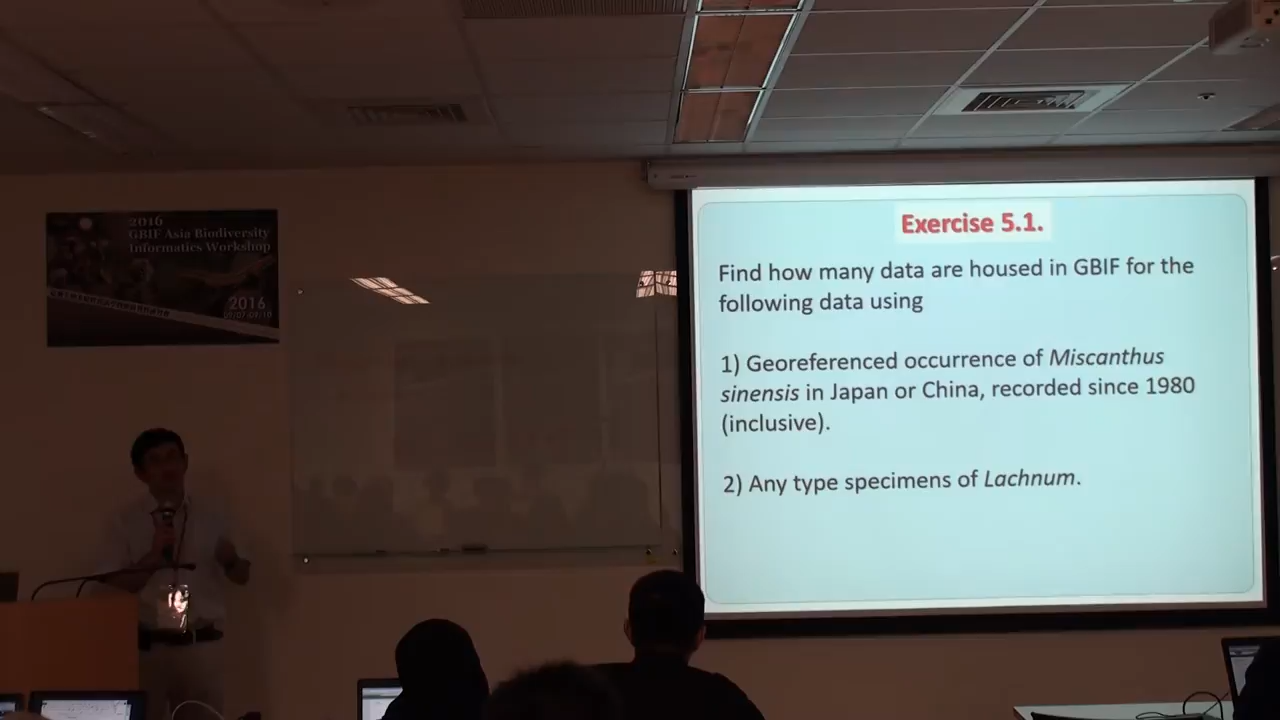 2016
GBIF Asia Biodiversity
Informatics Workshop
2016
Exercise 5.1.
Find how many data are housed in GBIF for the
following data using
1) Georeferenced occurrence of Miscanthus
sinensis in Japan or China, recorded since 1980
(inclusive).
2) Any type specimens of Lachnum.